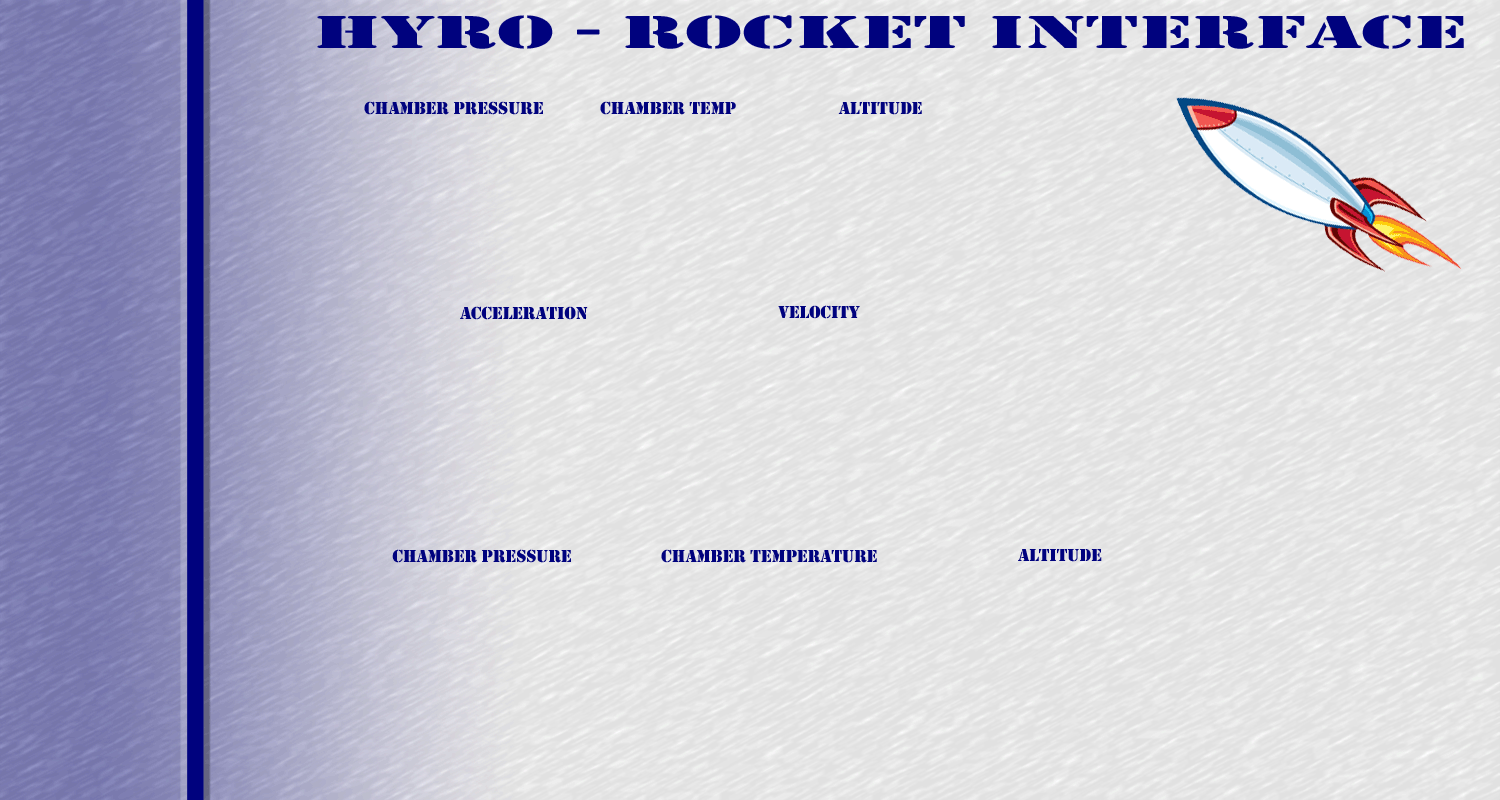 HYRO - ROCKET INTERFACE
CHAMBER PRESSURE CHAMBER TEMP ALTITUDE
ACCELERATION VELOCITY
CHAMBER PRESSURE CHAMBER TEMPERATURE ALTITUDE